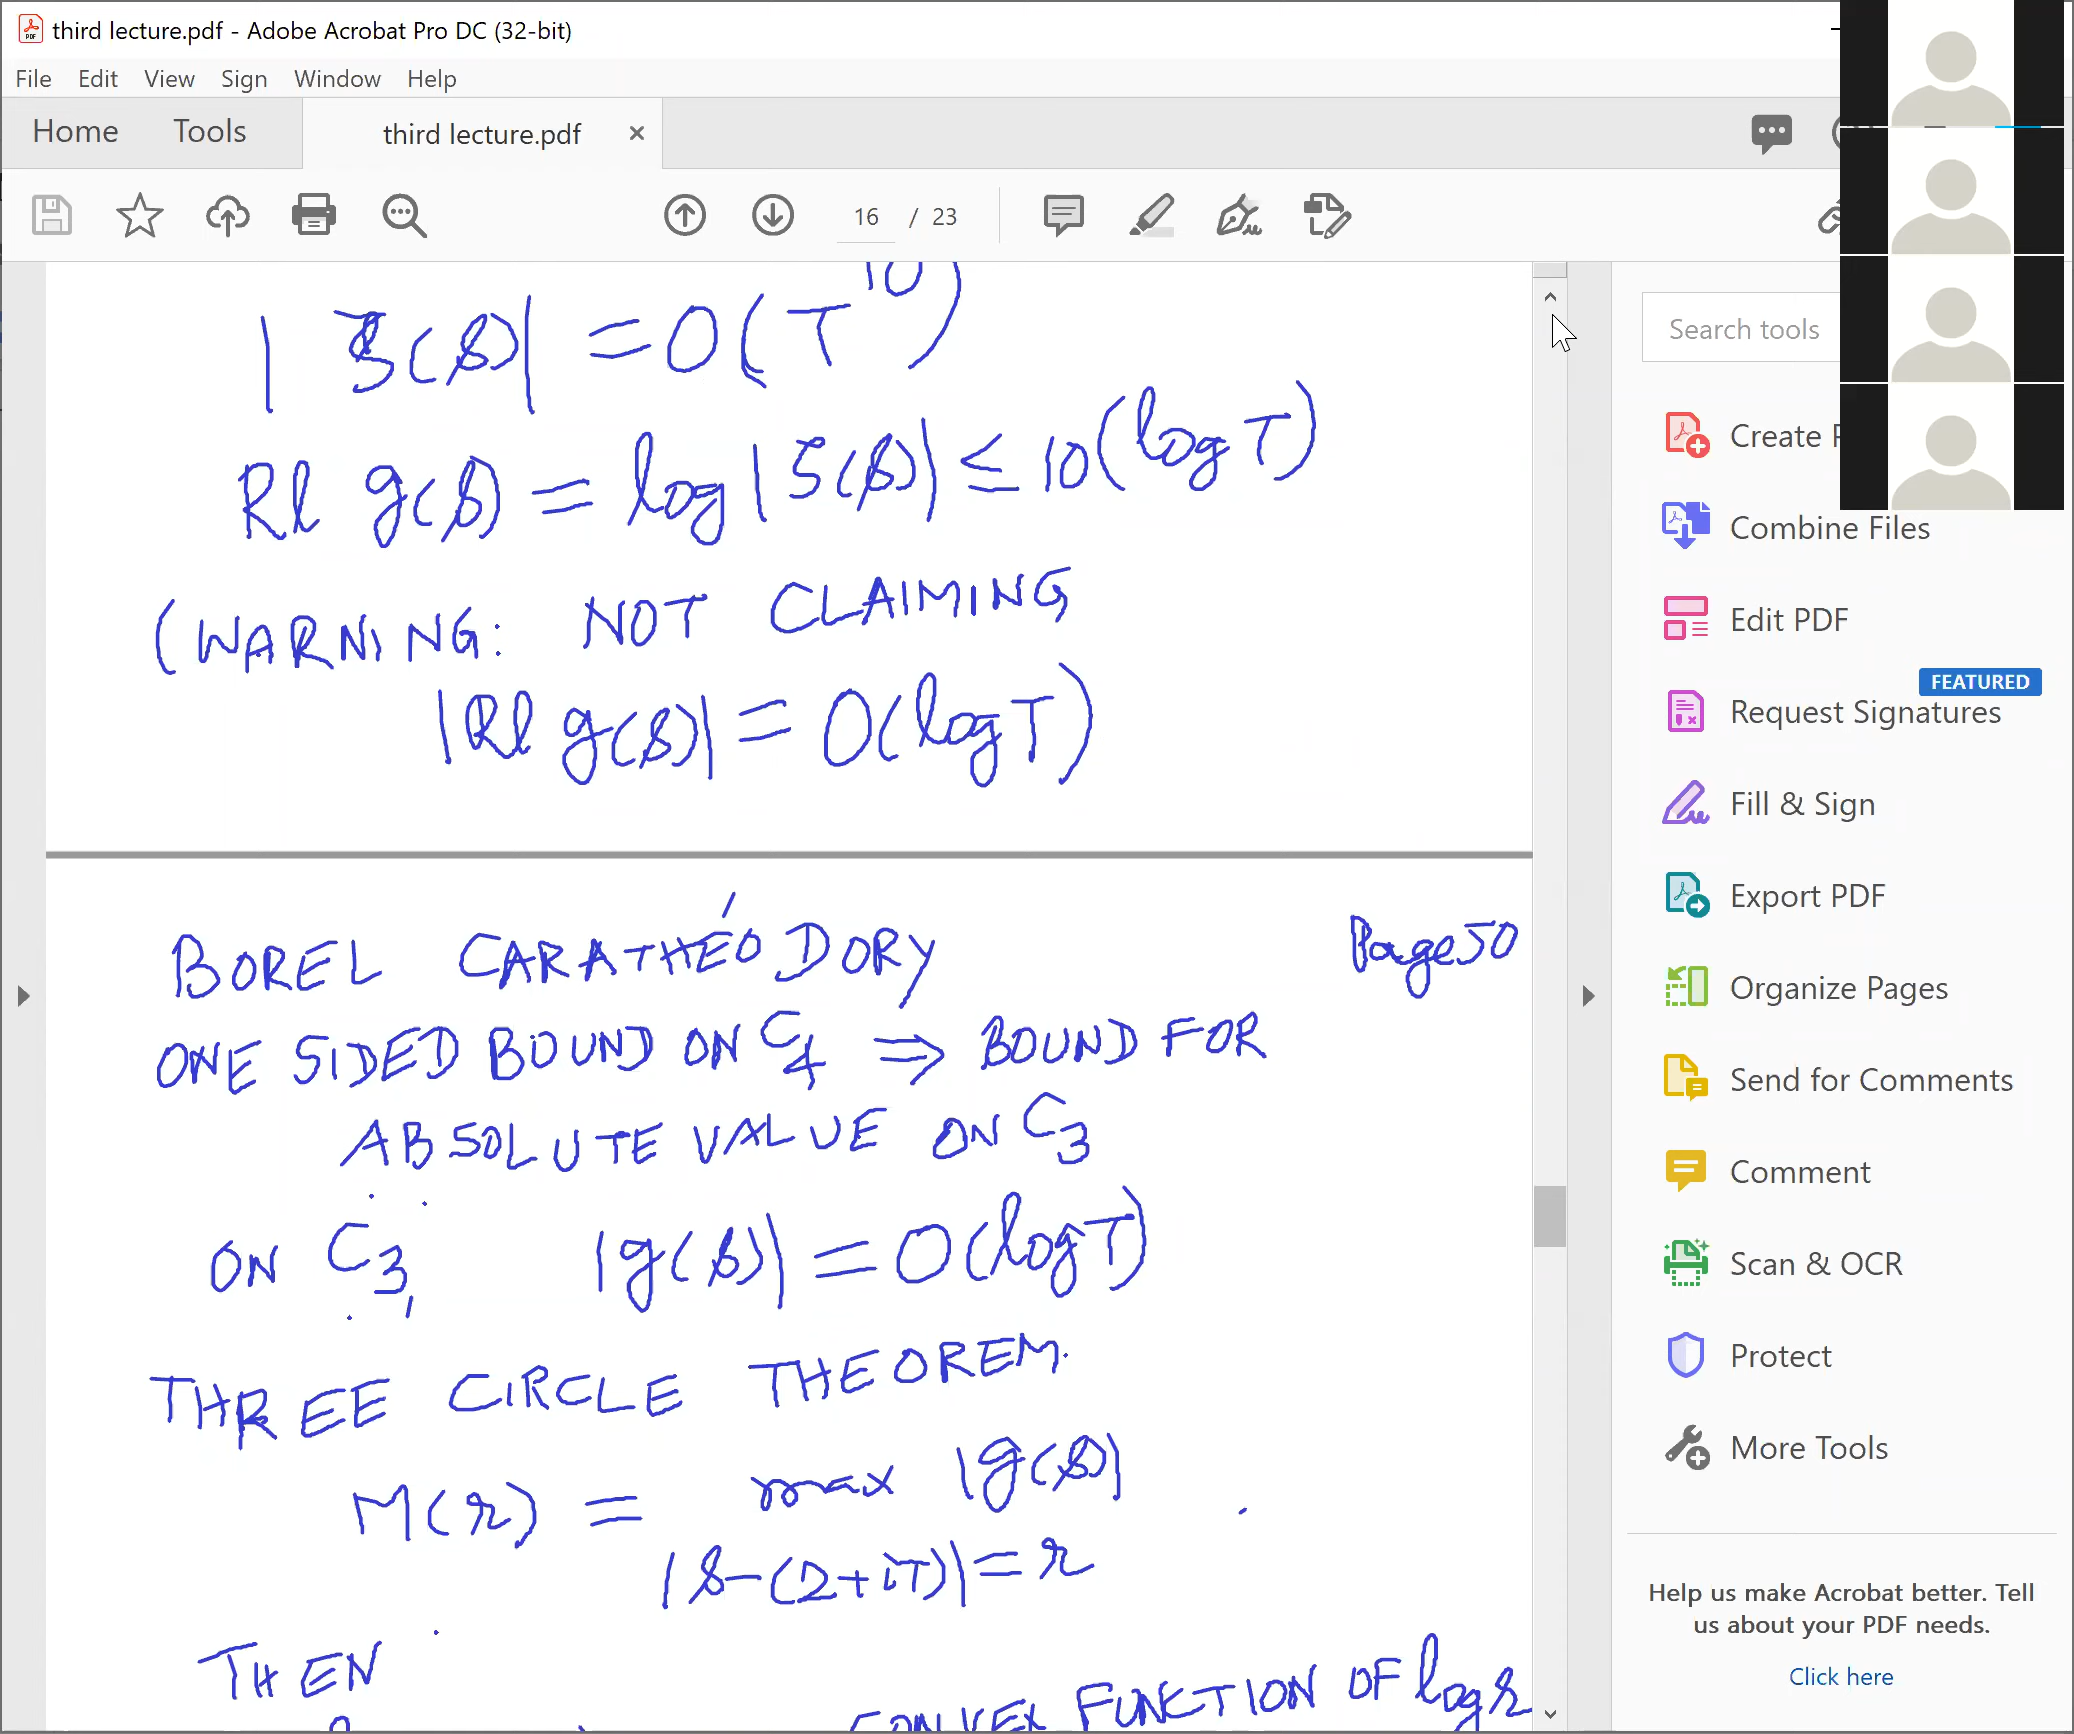 third lecture.pdf - Adobe Acrobat Pro DC (32-bit)
File Edit View Sign Window Help
Home Tools third lecture.pdf ×
16 / 23
Search tools
|ζ(s)| = O(T^10)
Rl g(s) = log|ζ(s)| ≤ 10(log T)
(WARNING: NOT CLAIMING
|Rl g(s)| = O(log T)
BOREL CARATHÉODORY Page 50
ONE SIDED BOUND ON C4 ⇒ BOUND FOR
ABSOLUTE VALUE ON C3
ON C3, |g(s)| = O(log T)
THREE CIRCLE THEOREM.
M(r) = max |g(s)|
|s-(2+iT)| = r
THEN
CONVEX FUNCTION OF log r
Create
Combine Files
Edit PDF
FEATURED
Request Signatures
Fill & Sign
Export PDF
Organize Pages
Send for Comments
Comment
Scan & OCR
Protect
More Tools
Help us make Acrobat better. Tell
us about your PDF needs.
Click here